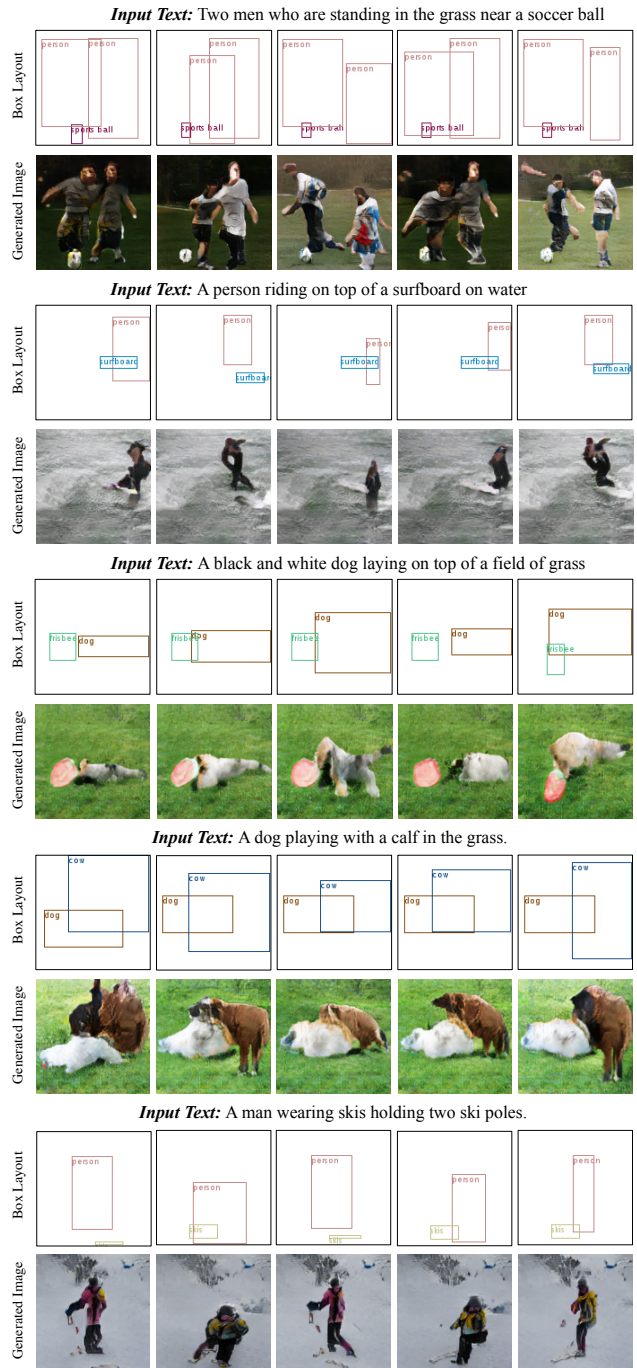 Input Text: Two men who are standing in the grass near a soccer ball
Box Layout
person person sports ball
person person sports ball
person person sports ball
person person sports ball
person person sports ball
Generated Image
Input Text: A person riding on top of a surfboard on water
Box Layout
person surfboard
person surfboard
person surfboard
person surfboard
person surfboard
Generated Image
Input Text: A black and white dog laying on top of a field of grass
Box Layout
frisbee dog
frisbee dog
frisbee dog
frisbee dog
dog frisbee
Generated Image
Input Text: A dog playing with a calf in the grass.
Box Layout
cow dog
cow dog
cow dog
cow dog
cow dog
Generated Image
Input Text: A man wearing skis holding two ski poles.
Box Layout
person
person skis
person skis
person skis
person skis
Generated Image